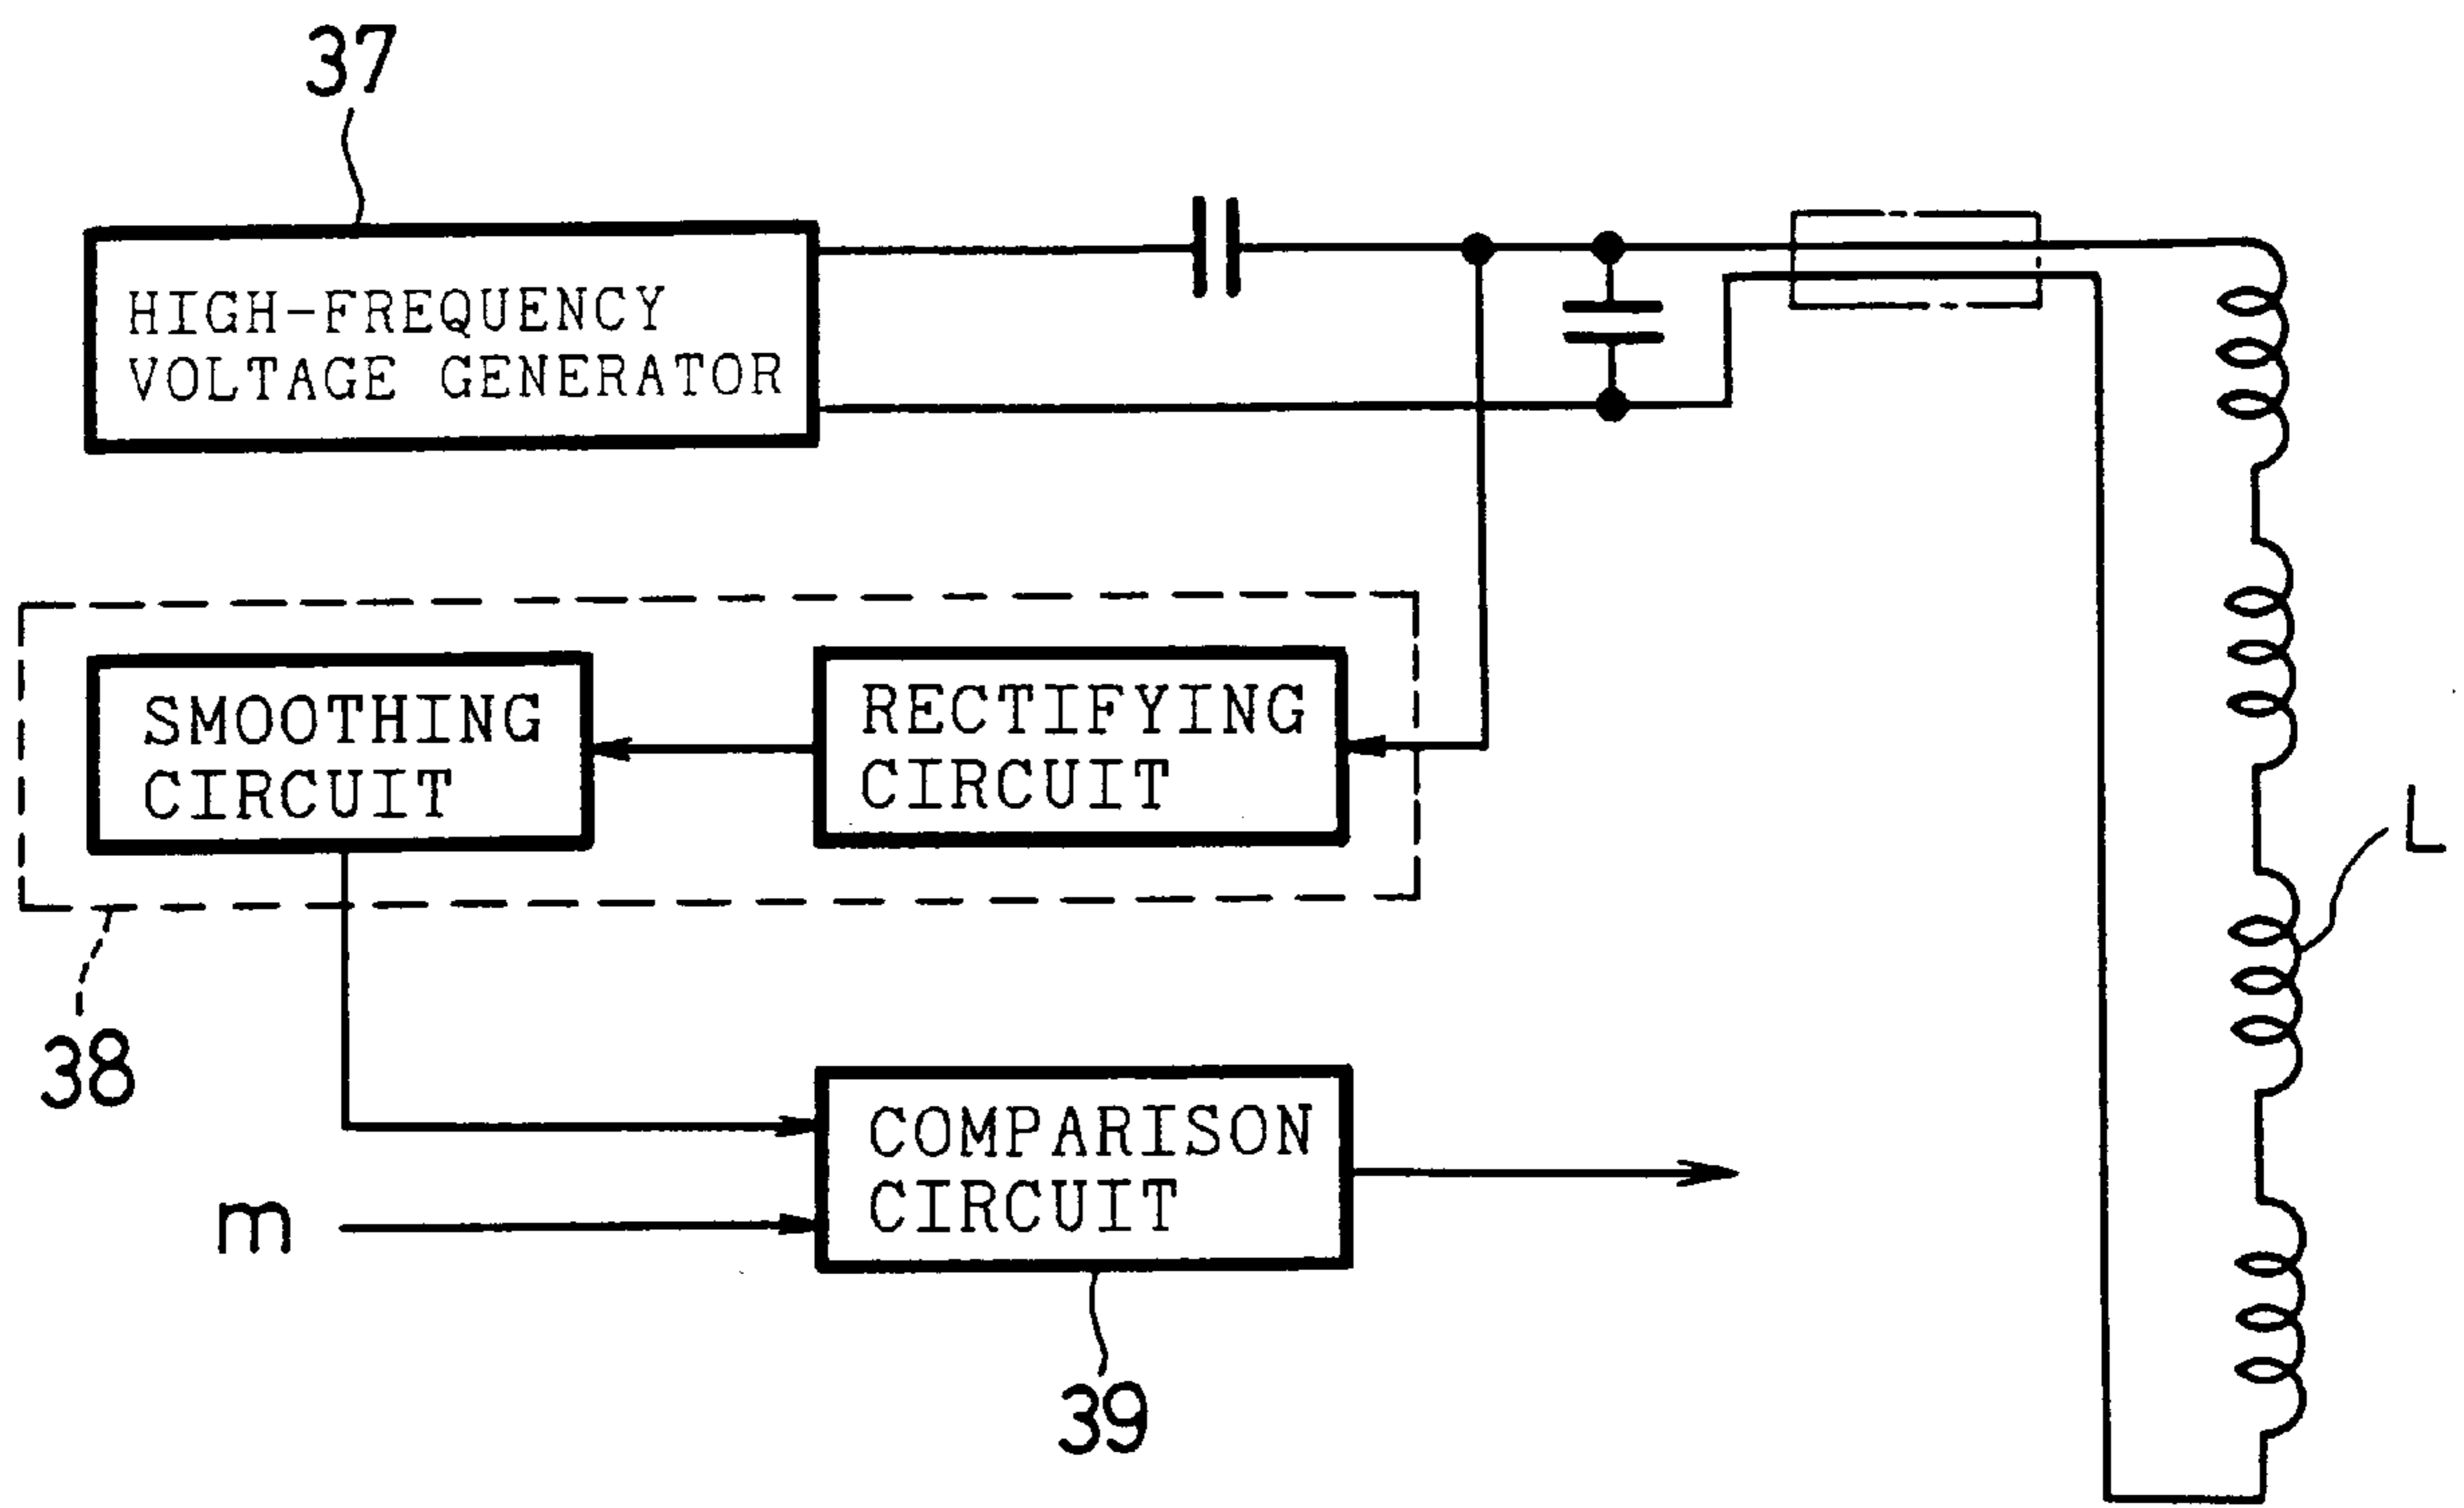 37
HIGH-FREQUENCY
VOLTAGE GENERATOR
SMOOTHING
CIRCUIT
RECTIFYING
CIRCUIT
L
38
COMPARISON
CIRCUIT
m
39